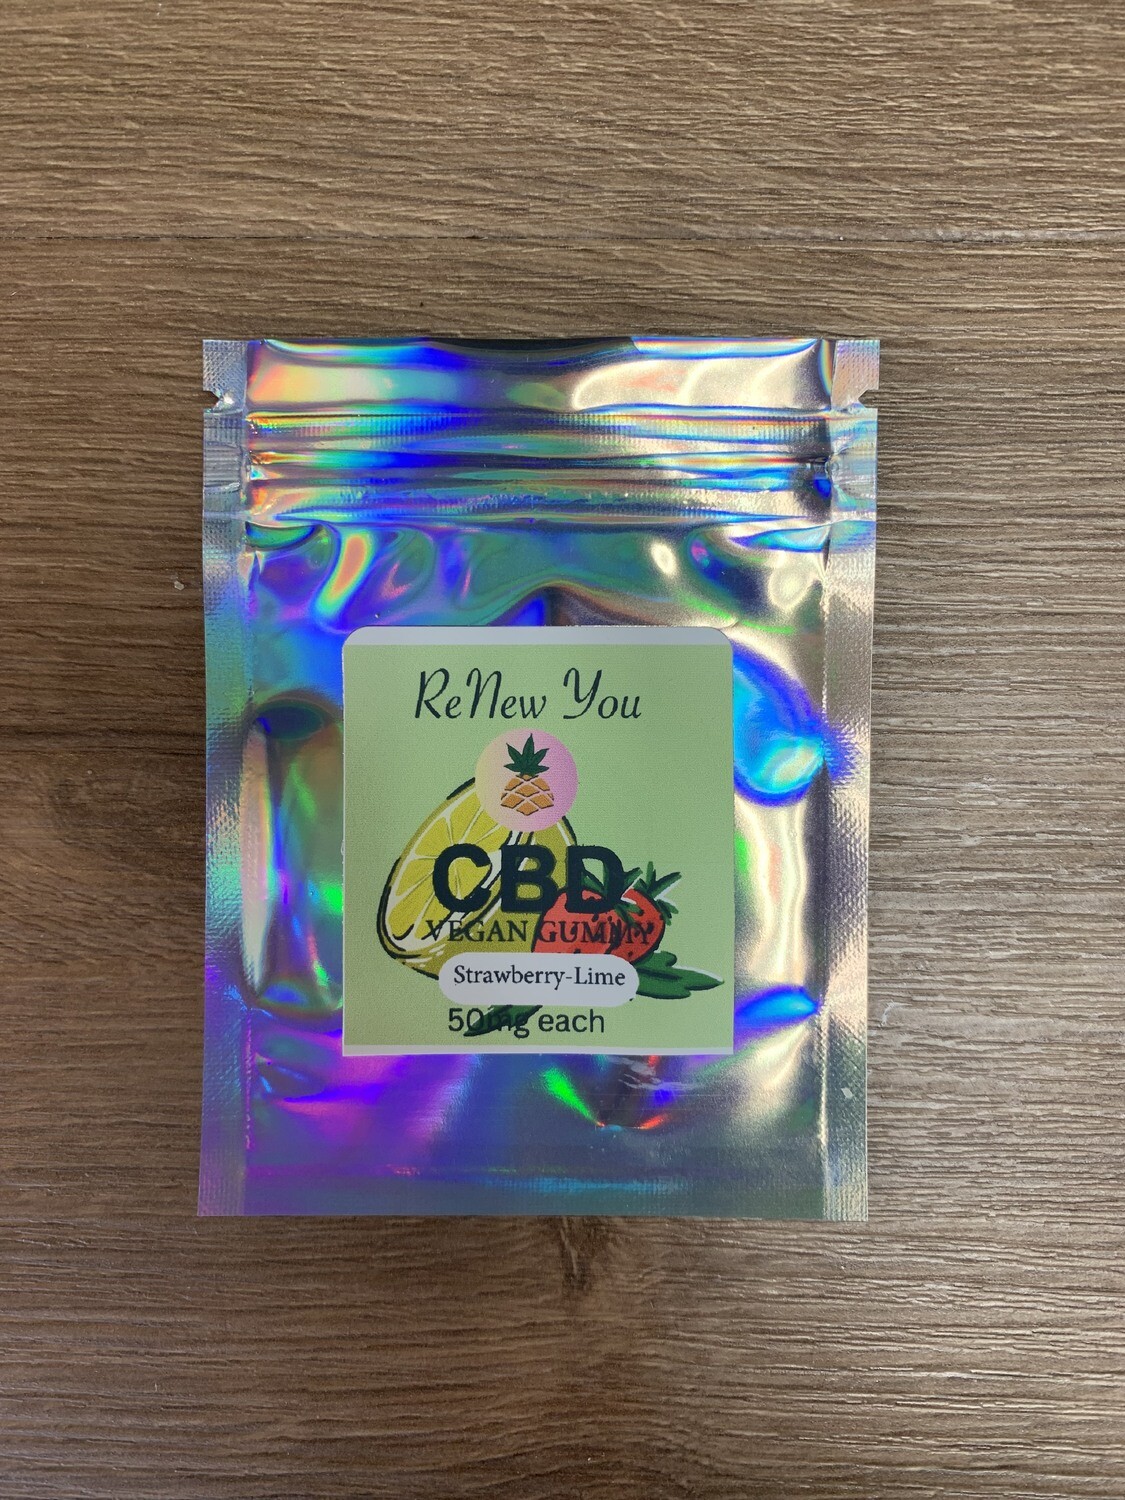 ReNew You
CBD
VEGAN GUMMY
Strawberry-Lime
50mg each